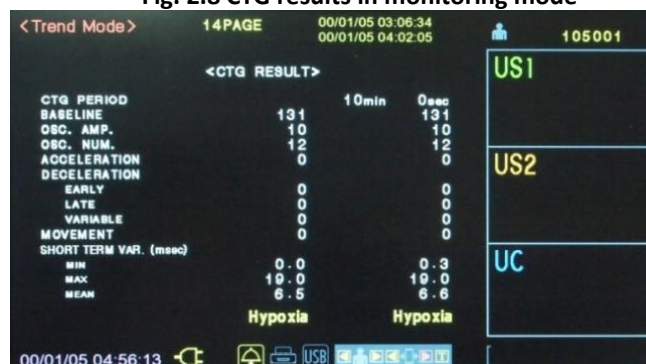 Fig. 2.8 CTG results in monitoring mode
<Trend Mode> 14PAGE 00/01/05 03:06:34 105001
00/01/05 04:02:05
<CTG RESULT>
US1
CTG PERIOD 10min 0sec
BASELINE 131 131
OSC. AMP. 10 10
OSC. NUM. 12 12
ACCELERATION 0 0
DECELERATION
US2
EARLY 0 0
LATE 0 0
VARIABLE 0 0
MOVEMENT 0 0
SHORT TERM VAR. (msec)
UC
MIN 0.0 0.3
MAX 19.0 19.0
MEAN 6.5 6.6
Hypoxia Hypoxia
00/01/05 04:56:13 USB